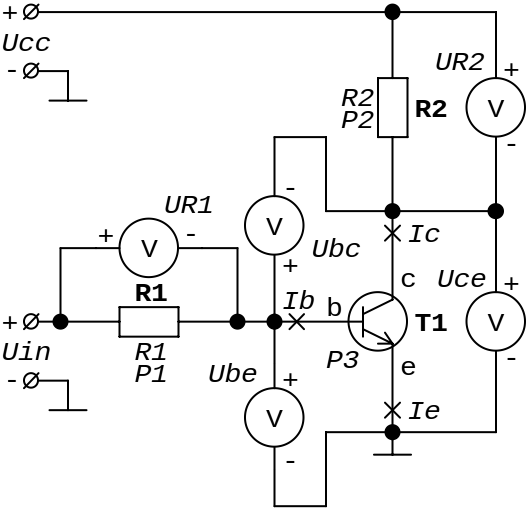 +
Ucc
-
UR2
+
V
-
R2
P2
R2
-
V
+
Ubc
Ic
UR1
+
-
V
R1
R1
P1
+
Uin
-
Ib
b
c
e
T1
P3
Uce
+
V
-
Ube
+
V
-
Ie